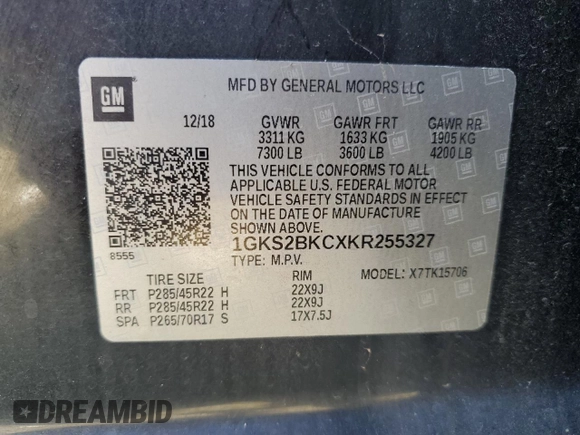 GM
MFD BY GENERAL MOTORS LLC
12/18 GVWR GAWR FRT GAWR RR
3311 KG 1633 KG 1905 KG
7300 LB 3600 LB 4200 LB
THIS VEHICLE CONFORMS TO ALL
APPLICABLE U.S. FEDERAL MOTOR
VEHICLE SAFETY STANDARDS IN EFFECT
ON THE DATE OF MANUFACTURE
SHOWN ABOVE.
8555
1GKS2BKCXKR255327
TYPE: M.P.V.
TIRE SIZE RIM MODEL: X7TK15706
FRT P285/45R22 H 22X9J
RR P285/45R22 H 22X9J
SPA P265/70R17 S 17X7.5J
DREAMBID